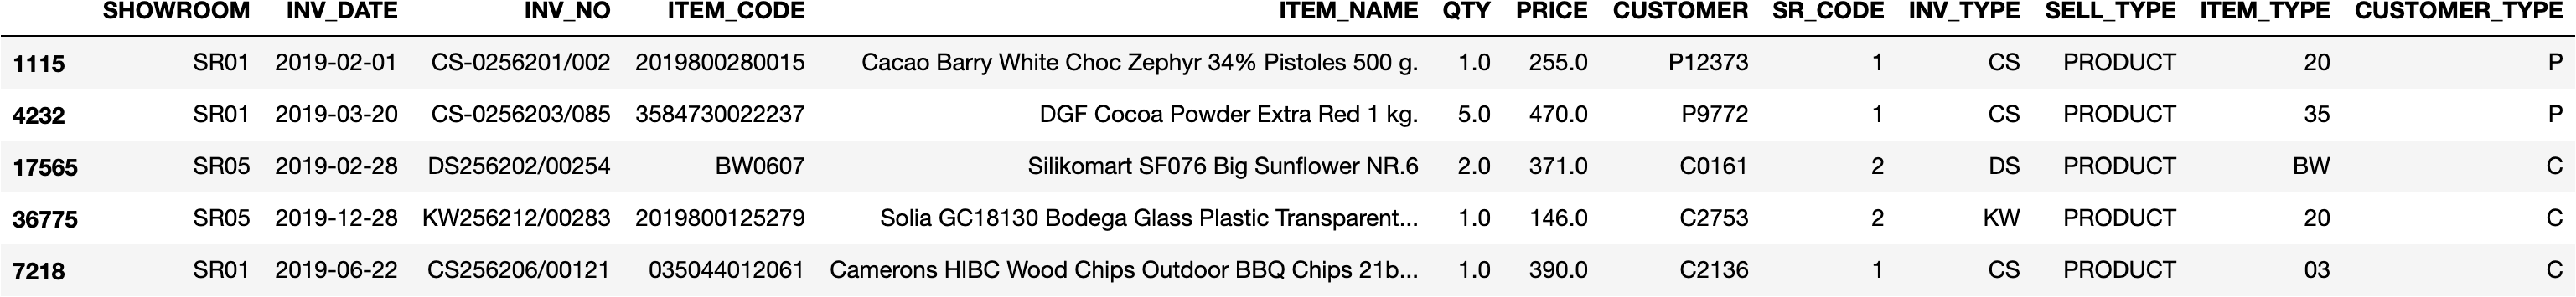 SHOWROOM INV_DATE INV_NO ITEM_CODE ITEM_NAME QTY PRICE CUSTOMER SR_CODE INV_TYPE SELL_TYPE ITEM_TYPE CUSTOMER_TYPE
1115 SR01 2019-02-01 CS-0256201/002 2019800280015 Cacao Barry White Choc Zephyr 34% Pistoles 500 g. 1.0 255.0 P12373 1 CS PRODUCT 20 P
4232 SR01 2019-03-20 CS-0256203/085 3584730022237 DGF Cocoa Powder Extra Red 1 kg. 5.0 470.0 P9772 1 CS PRODUCT 35 P
17565 SR05 2019-02-28 DS256202/00254 BW0607 Silikomart SF076 Big Sunflower NR.6 2.0 371.0 C0161 2 DS PRODUCT BW C
36775 SR05 2019-12-28 KW256212/00283 2019800125279 Solia GC18130 Bodega Glass Plastic Transparent... 1.0 146.0 C2753 2 KW PRODUCT 20 C
7218 SR01 2019-06-22 CS256206/00121 035044012061 Camerons HIBC Wood Chips Outdoor BBQ Chips 21b... 1.0 390.0 C2136 1 CS PRODUCT 03 C